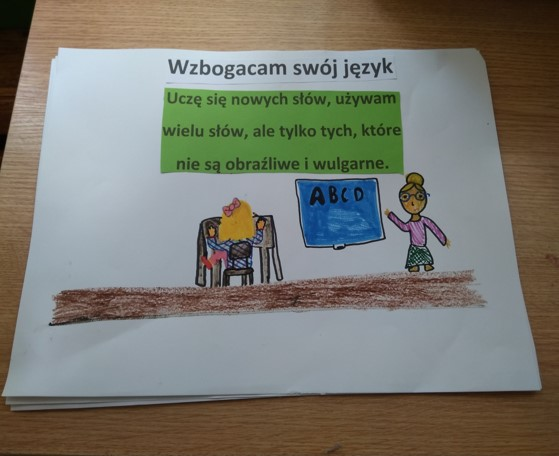 Wzbogacam swój język
Uczę się nowych słów, używam
wielu słów, ale tylko tych, które
nie są obraźliwe i wulgarne.
ABCD